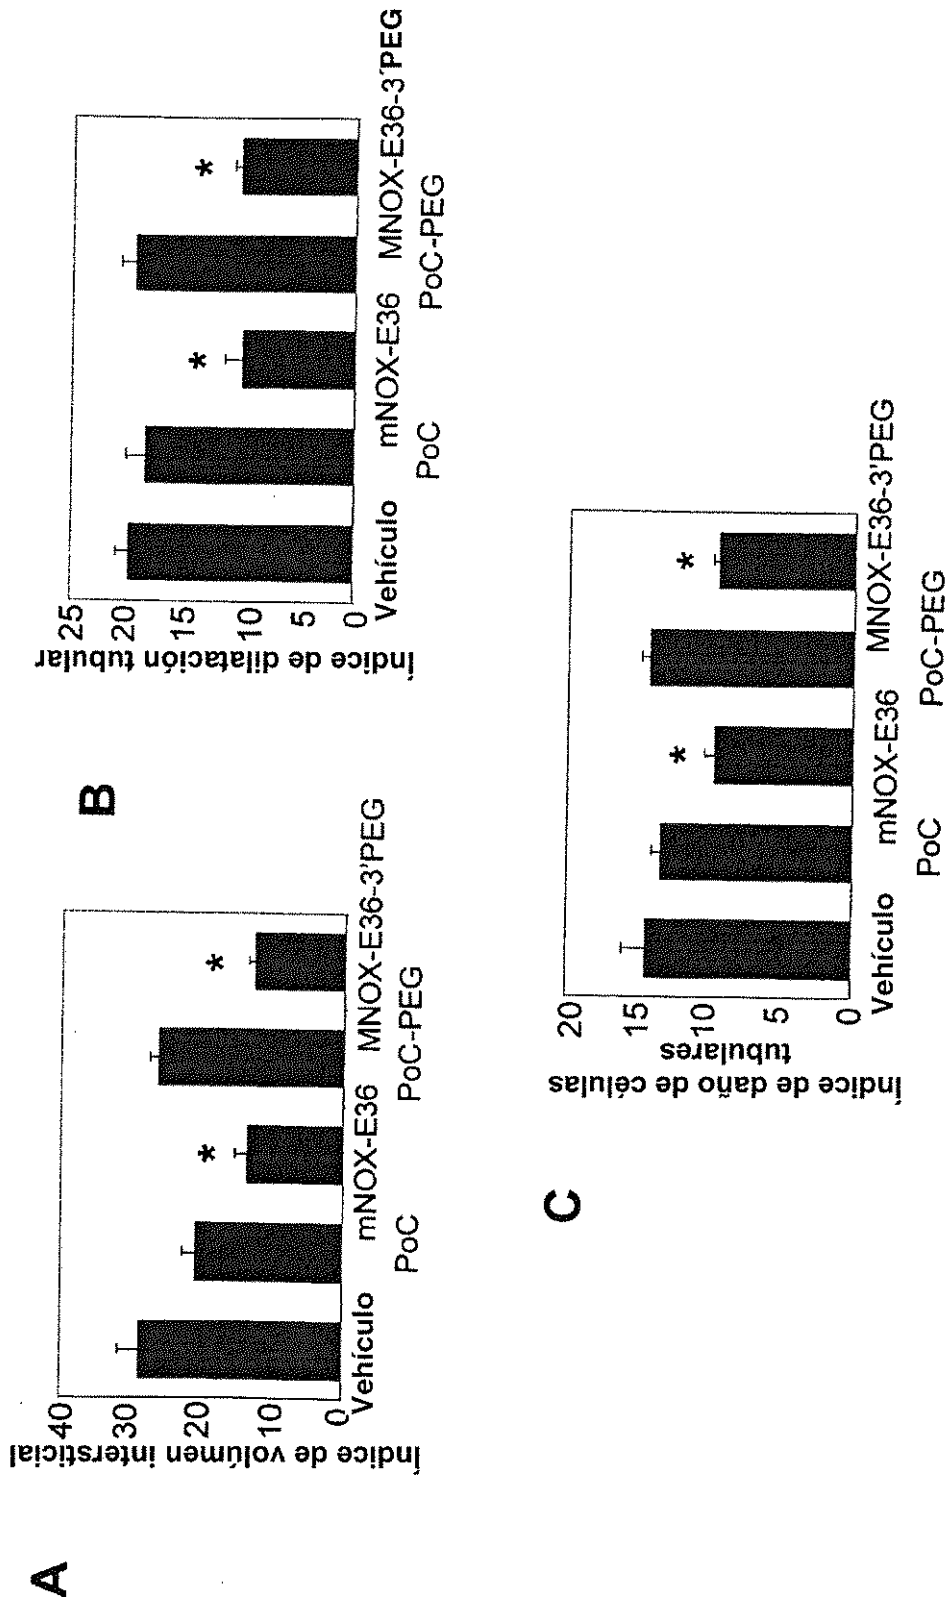 A
Índice de volúmen intersticial
40
30
20
10
0
Vehículo
mNOX-E36
MNOX-E36-3'PEG
PoC
PoC-PEG
B
Índice de dilatación tubular
25
20
15
10
5
0
Vehículo
mNOX-E36
MNOX-E36-3'PEG
PoC
PoC-PEG
*
*
*
*
C
Índice de daño de células
tubulares
20
15
10
5
0
Vehículo
mNOX-E36
MNOX-E36-3'PEG
PoC
PoC-PEG
*
*